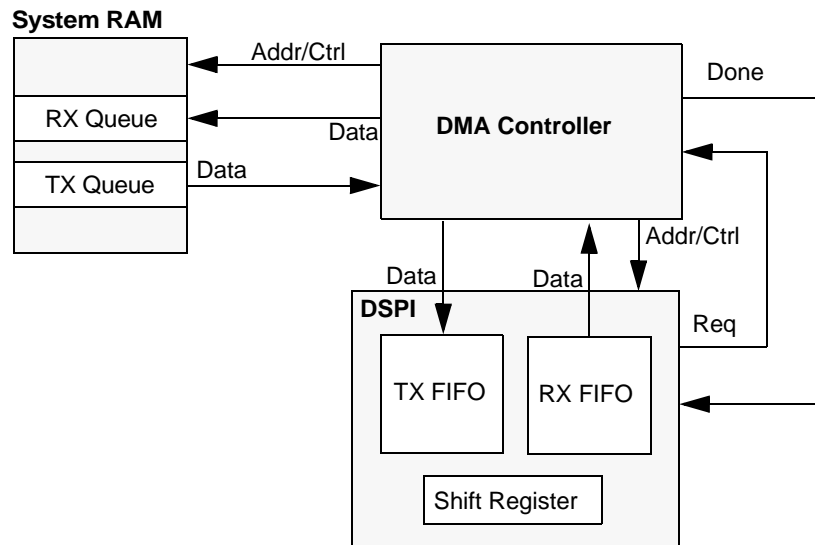 System RAM
Addr/Ctrl
Done
RX Queue
Data
DMA Controller
TX Queue
Data
Addr/Ctrl
Data
Data
DSPI
Req
TX FIFO
RX FIFO
Shift Register